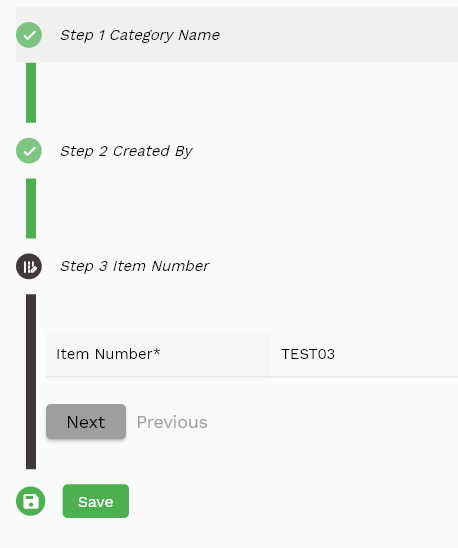 Step 1 Category Name
Step 2 Created By
Step 3 Item Number
Item Number* TEST03
Next Previous
Save